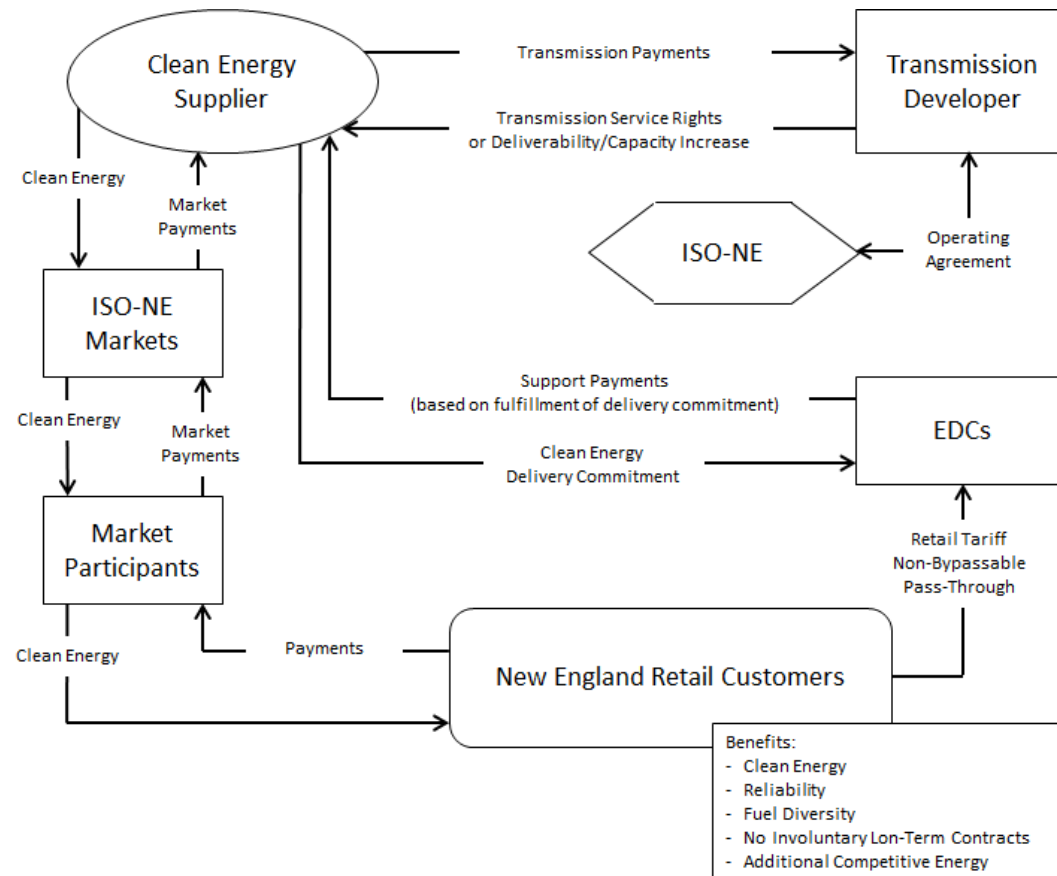 Clean Energy
Supplier
Transmission Payments
Transmission
Developer
Transmission Service Rights
or Deliverability/Capacity Increase
Clean Energy
Market
Payments
ISO-NE
Operating
Agreement
ISO-NE
Markets
Support Payments
(based on fulfillment of delivery commitment)
EDCs
Clean Energy
Market
Payments
Clean Energy
Delivery Commitment
Market
Participants
Retail Tariff
Non-Bypassable
Pass-Through
Clean Energy
Payments
New England Retail Customers
Benefits:
- Clean Energy
- Reliability
- Fuel Diversity
- No Involuntary Lon-Term Contracts
- Additional Competitive Energy